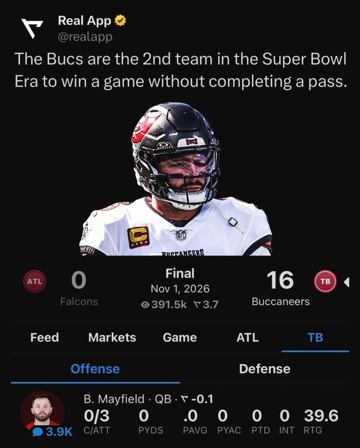 Real App
@realapp
The Bucs are the 2nd team in the Super Bowl
Era to win a game without completing a pass.
BUCCANEERS
ATL 0 Final 16 TB
Nov 1, 2026
Falcons 391.5k 3.7 Buccaneers
Feed Markets Game ATL TB
Offense Defense
B. Mayfield · QB · -0.1
0/3 0 .0 0 0 0 39.6
C/ATT PYDS PAVG PYAC PTD INT RTG
3.9K